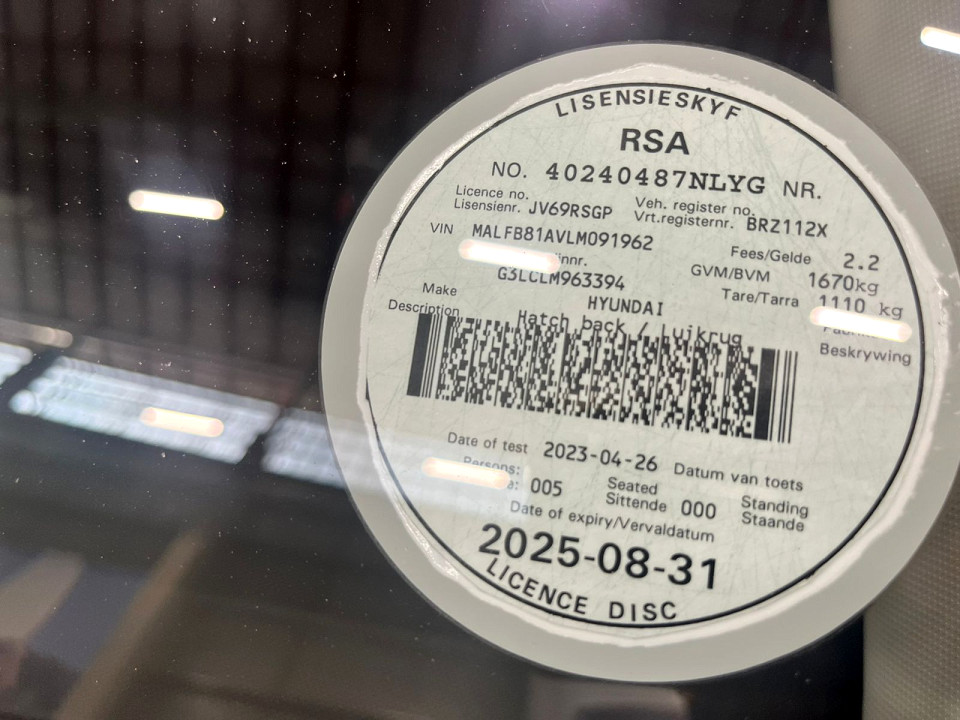 LISENSIESKYF
RSA
NO. 40240487NLYG NR.
Licence no. Veh. register no.
Lisensienr. JV69RSGP Vrt.registernr. BRZ112X
VIN MALFB81AVLM091962 Fees/Gelde 2.2
G3LCLM963394 GVM/BVM 1670kg
Make HYUNDAI Tare/Tarra 1110 kg
Description Hatch back / Luikrug
Beskrywing
Date of test 2023-04-26 Datum van toets
Persons: Seated Standing
005 Sittende 000 Staande
Date of expiry/Vervaldatum
2025-08-31
LICENCE DISC